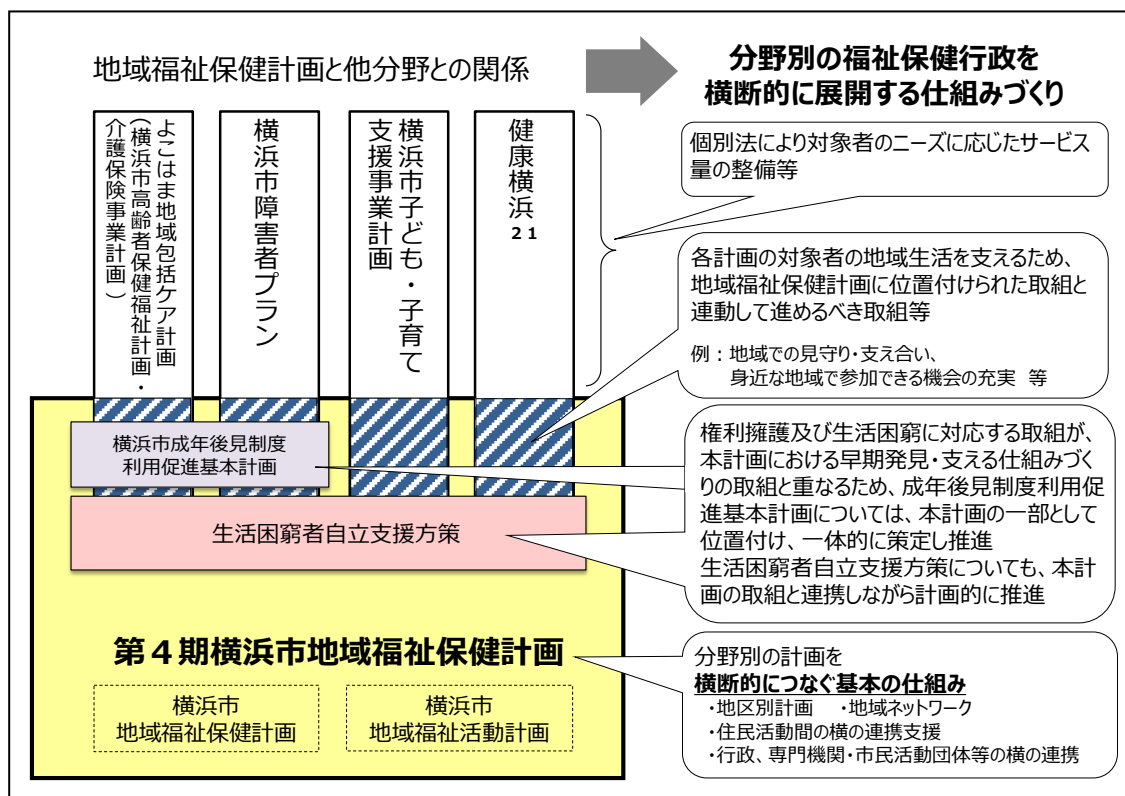 地域福祉保健計画と他分野との関係
分野別の福祉保健行政を
横断的に展開する仕組みづくり
よこはま地域包括ケア計画
(横浜市高齢者保健福祉計画・
介護保険事業計画)
横浜市障害者プラン
横浜市子ども・子育て
支援事業計画
健康横浜21
個別法により対象者のニーズに応じたサービス
量の整備等
各計画の対象者の地域生活を支えるため、
地域福祉保健計画に位置付けられた取組と
連動して進めるべき取組等
例：地域での見守り・支え合い、
身近な地域で参加できる機会の充実 等
横浜市成年後見制度
利用促進基本計画
生活困窮者自立支援方策
権利擁護及び生活困窮に対応する取組が、
本計画における早期発見・支える仕組みづく
りの取組と重なるため、成年後見制度利用促
進基本計画については、本計画の一部として
位置付け、一体的に策定し推進
生活困窮者自立支援方策についても、本計
画の取組と連携しながら計画的に推進
第４期横浜市地域福祉保健計画
横浜市
地域福祉保健計画
横浜市
地域福祉活動計画
分野別の計画を
横断的につなぐ基本の仕組み
・地区別計画 ・地域ネットワーク
・住民活動間の横の連携支援
・行政、専門機関・市民活動団体等の横の連携